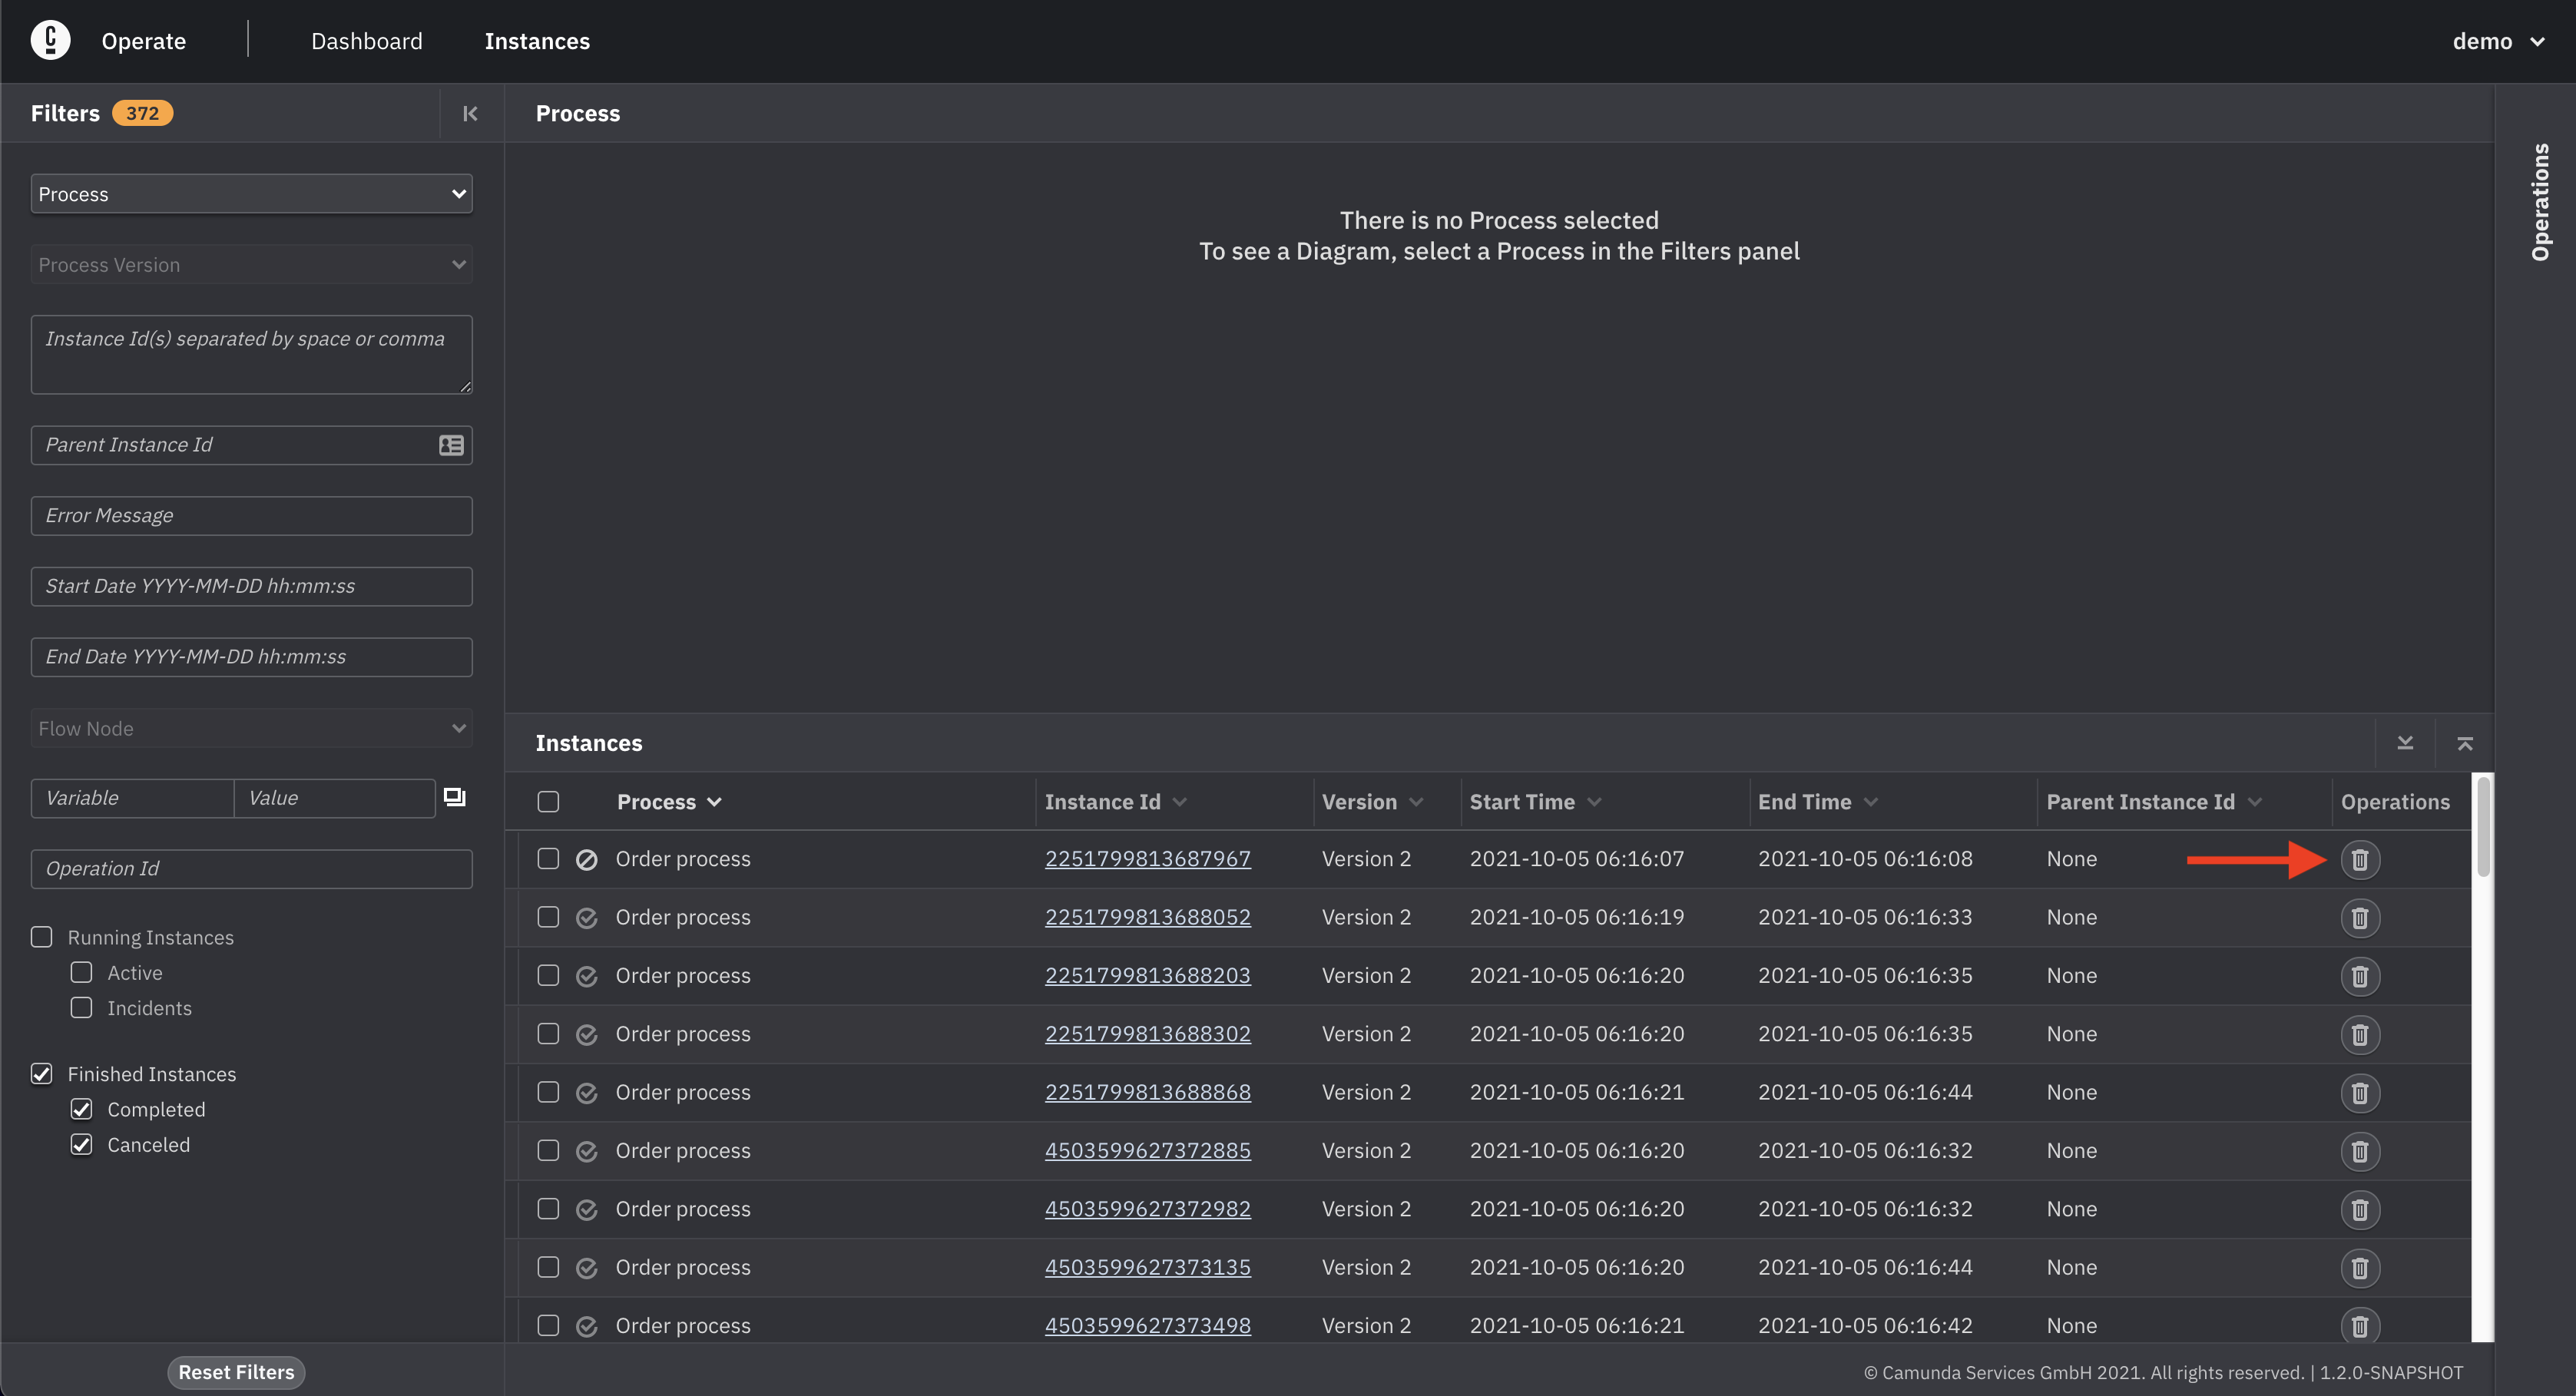 Operate
Dashboard
Instances
demo
Filters 372
Process
Process Version
Instance Id(s) separated by space or comma
Parent Instance Id
Error Message
Start Date YYYY-MM-DD hh:mm:ss
End Date YYYY-MM-DD hh:mm:ss
Flow Node
Variable Value
Operation Id
Running Instances
Active
Incidents
Finished Instances
Completed
Canceled
Reset Filters
Process
There is no Process selected
To see a Diagram, select a Process in the Filters panel
Operations
Instances
Process Instance Id Version Start Time End Time Parent Instance Id Operations
Order process 2251799813687967 Version 2 2021-10-05 06:16:07 2021-10-05 06:16:08 None
Order process 2251799813688052 Version 2 2021-10-05 06:16:19 2021-10-05 06:16:33 None
Order process 2251799813688203 Version 2 2021-10-05 06:16:20 2021-10-05 06:16:35 None
Order process 2251799813688302 Version 2 2021-10-05 06:16:20 2021-10-05 06:16:35 None
Order process 2251799813688868 Version 2 2021-10-05 06:16:21 2021-10-05 06:16:44 None
Order process 4503599627372885 Version 2 2021-10-05 06:16:20 2021-10-05 06:16:32 None
Order process 4503599627372982 Version 2 2021-10-05 06:16:20 2021-10-05 06:16:32 None
Order process 4503599627373135 Version 2 2021-10-05 06:16:20 2021-10-05 06:16:44 None
Order process 4503599627373498 Version 2 2021-10-05 06:16:21 2021-10-05 06:16:42 None
© Camunda Services GmbH 2021. All rights reserved. | 1.2.0-SNAPSHOT